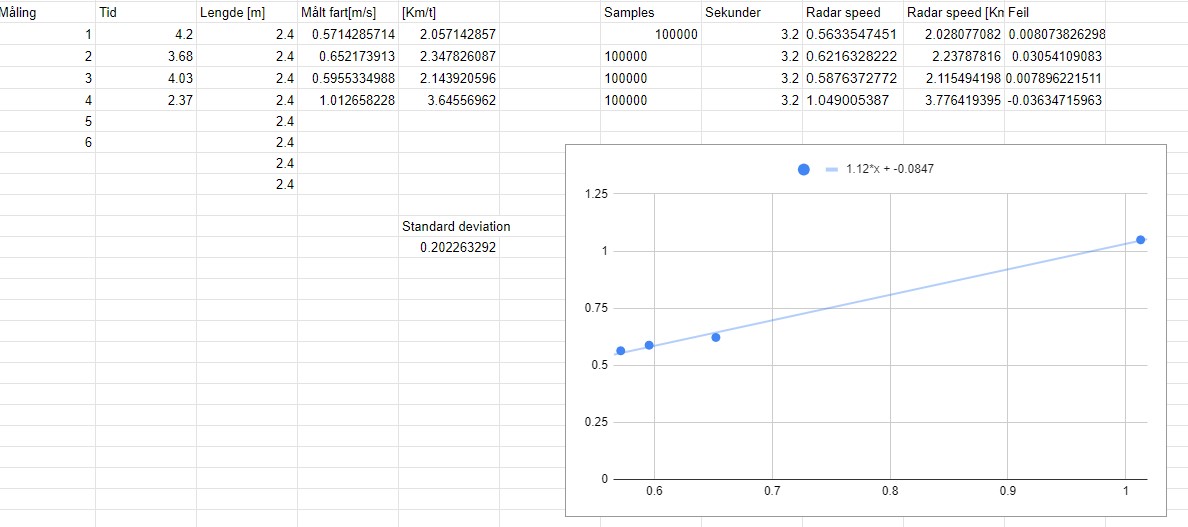 Måling Tid Lengde [m] Målt fart[m/s] [Km/t] Samples Sekunder Radar speed Radar speed [Kn Feil
1 4.2 2.4 0.5714285714 2.057142857 100000 3.2 0.5633547451 2.028077082 0.008073826298
2 3.68 2.4 0.652173913 2.347826087 100000 3.2 0.6216328222 2.23787816 0.03054109083
3 4.03 2.4 0.5955334988 2.143920596 100000 3.2 0.5876372772 2.115494198 0.007896221511
4 2.37 2.4 1.012658228 3.64556962 100000 3.2 1.049005387 3.776419395 -0.03634715963
5 2.4
6 2.4
2.4
2.4
Standard deviation
0.202263292
1.12*x + -0.0847
1.25
1
0.75
0.5
0.25
0
0.6 0.7 0.8 0.9 1